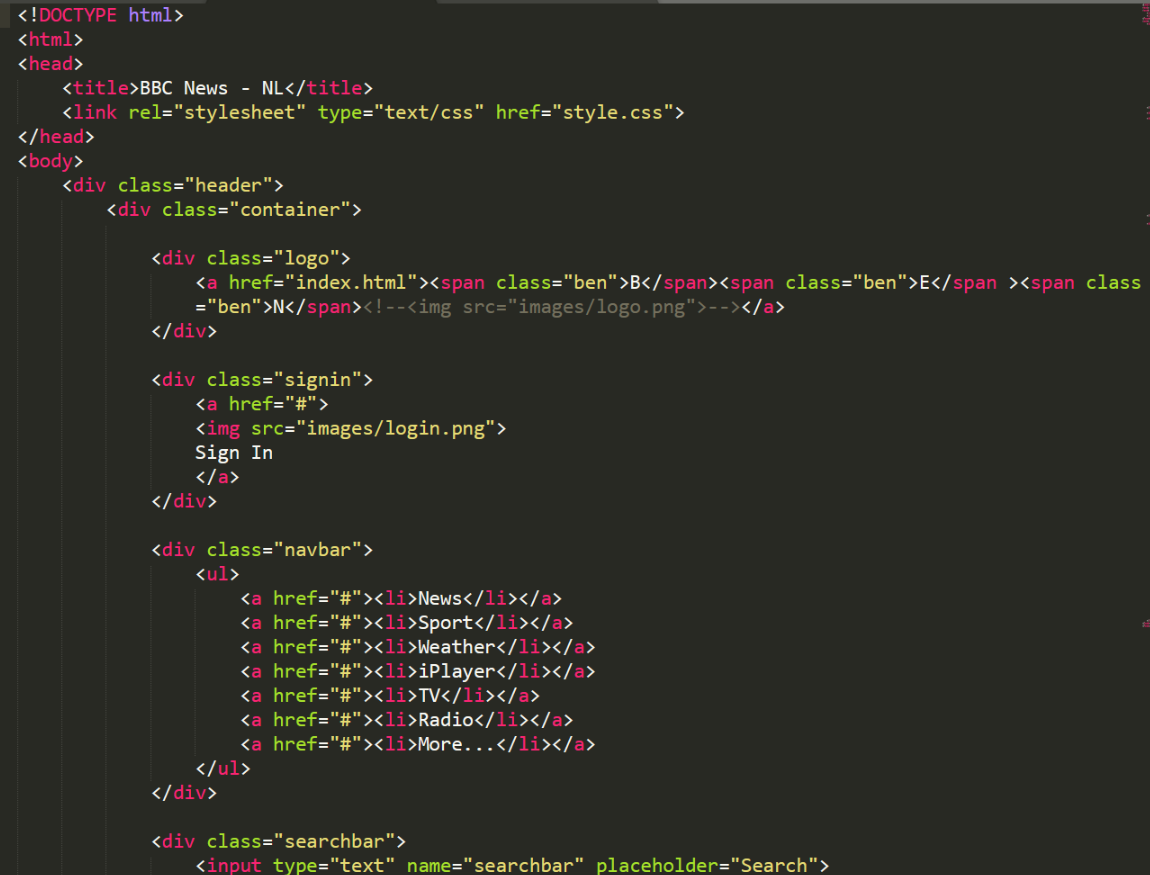 <!DOCTYPE html>
<html>
<head>
    <title>BBC News - NL</title>
    <link rel="stylesheet" type="text/css" href="style.css">
</head>
<body>
    <div class="header">
        <div class="container">

            <div class="logo">
                <a href="index.html"><span class="ben">B</span><span class="ben">E</span ><span class
                ="ben">N</span><!--<img src="images/logo.png">--></a>
            </div>

            <div class="signin">
                <a href="#">
                <img src="images/login.png">
                Sign In
                </a>
            </div>

            <div class="navbar">
                <ul>
                    <a href="#"><li>News</li></a>
                    <a href="#"><li>Sport</li></a>
                    <a href="#"><li>Weather</li></a>
                    <a href="#"><li>iPlayer</li></a>
                    <a href="#"><li>TV</li></a>
                    <a href="#"><li>Radio</li></a>
                    <a href="#"><li>More...</li></a>
                </ul>
            </div>

            <div class="searchbar">
                <input type="text" name="searchbar" placeholder="Search">